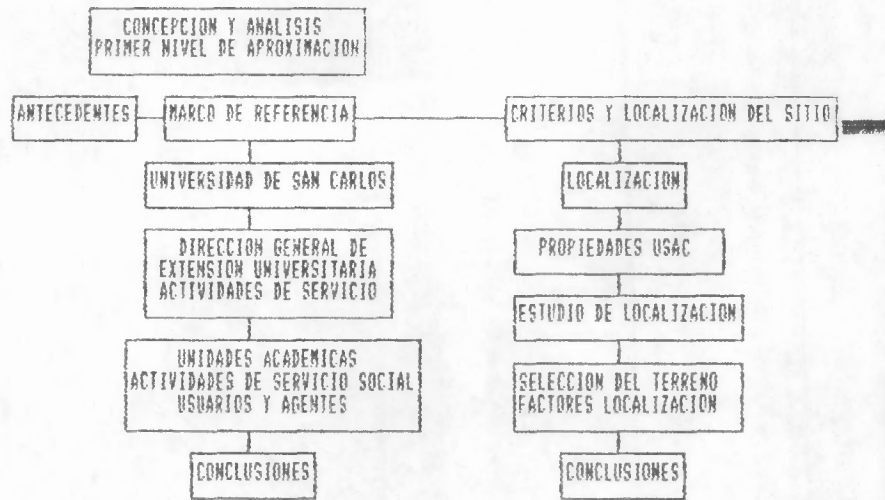 CONCEPCION Y ANALISIS
PRIMER NIVEL DE APROXIMACION
ANTECEDENTES
MARCO DE REFERENCIA
CRITERIOS Y LOCALIZACION DEL SITIO
UNIVERSIDAD DE SAN CARLOS
DIRECCION GENERAL DE
EXTENSION UNIVERSITARIA
ACTIVIDADES DE SERVICIO
UNIDADES ACADEMICAS
ACTIVIDADES DE SERVICIO SOCIAL
USUARIOS Y AGENTES
CONCLUSIONES
LOCALIZACION
PROPIEDADES USAC
ESTUDIO DE LOCALIZACION
SELECCION DEL TERRENO
FACTORES LOCALIZACION
CONCLUSIONES